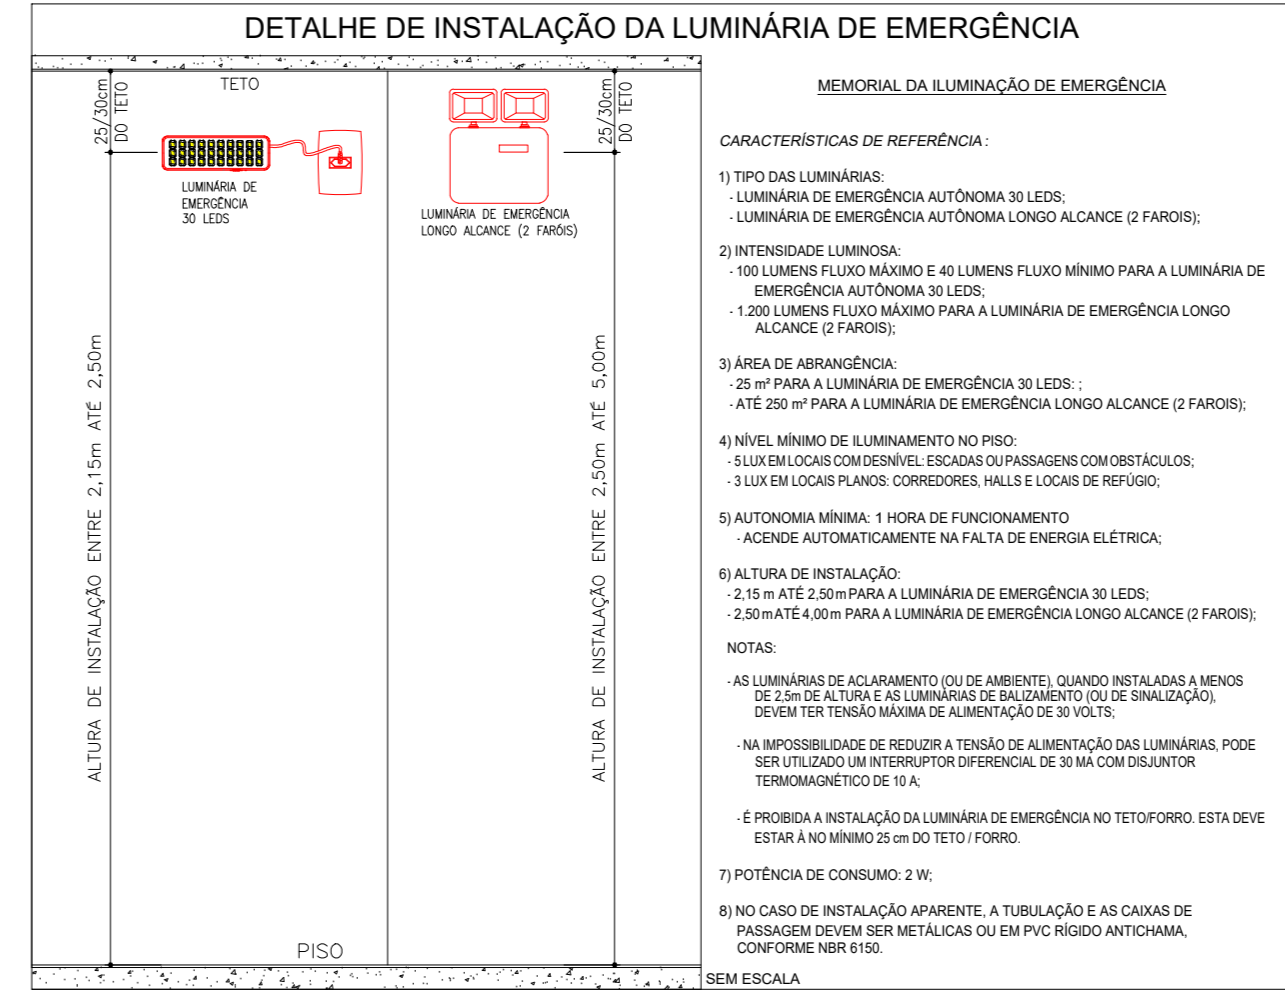 DETALHE DE INSTALAÇÃO DA LUMINÁRIA DE EMERGÊNCIA
25/30cm
DO TETO
TETO
LUMINÁRIA DE
EMERGÊNCIA
30 LEDS
ALTURA DE INSTALAÇÃO ENTRE 2,15m ATÉ 2,50m
LUMINÁRIA DE EMERGÊNCIA
LONGO ALCANCE (2 FARÓIS)
25/30cm
DO TETO
ALTURA DE INSTALAÇÃO ENTRE 2,50m ATÉ 5,00m
PISO
MEMORIAL DA ILUMINAÇÃO DE EMERGÊNCIA
CARACTERÍSTICAS DE REFERÊNCIA :
1) TIPO DAS LUMINÁRIAS:
- LUMINÁRIA DE EMERGÊNCIA AUTÔNOMA 30 LEDS;
- LUMINÁRIA DE EMERGÊNCIA AUTÔNOMA LONGO ALCANCE (2 FAROIS);
2) INTENSIDADE LUMINOSA:
- 100 LUMENS FLUXO MÁXIMO E 40 LUMENS FLUXO MÍNIMO PARA A LUMINÁRIA DE
EMERGÊNCIA AUTÔNOMA 30 LEDS;
- 1.200 LUMENS FLUXO MÁXIMO PARA A LUMINÁRIA DE EMERGÊNCIA LONGO
ALCANCE (2 FAROIS);
3) ÁREA DE ABRANGÊNCIA:
- 25 m² PARA A LUMINÁRIA DE EMERGÊNCIA 30 LEDS: ;
- ATÉ 250 m² PARA A LUMINÁRIA DE EMERGÊNCIA LONGO ALCANCE (2 FAROIS);
4) NÍVEL MÍNIMO DE ILUMINAMENTO NO PISO:
- 5 LUX EM LOCAIS COM DESNÍVEL: ESCADAS OU PASSAGENS COM OBSTÁCULOS;
- 3 LUX EM LOCAIS PLANOS: CORREDORES, HALLS E LOCAIS DE REFÚGIO;
5) AUTONOMIA MÍNIMA: 1 HORA DE FUNCIONAMENTO
- ACENDE AUTOMATICAMENTE NA FALTA DE ENERGIA ELÉTRICA;
6) ALTURA DE INSTALAÇÃO:
- 2,15 m ATÉ 2,50 m PARA A LUMINÁRIA DE EMERGÊNCIA 30 LEDS;
- 2,50 m ATÉ 4,00 m PARA A LUMINÁRIA DE EMERGÊNCIA LONGO ALCANCE (2 FAROIS);
NOTAS:
- AS LUMINÁRIAS DE ACLARAMENTO (OU DE AMBIENTE), QUANDO INSTALADAS A MENOS
DE 2,5m DE ALTURA E AS LUMINÁRIAS DE BALIZAMENTO (OU DE SINALIZAÇÃO),
DEVEM TER TENSÃO MÁXIMA DE ALIMENTAÇÃO DE 30 VOLTS;
- NA IMPOSSIBILIDADE DE REDUZIR A TENSÃO DE ALIMENTAÇÃO DAS LUMINÁRIAS, PODE
SER UTILIZADO UM INTERRUPTOR DIFERENCIAL DE 30 MA COM DISJUNTOR
TERMOMAGNÉTICO DE 10 A;
- É PROIBIDA A INSTALAÇÃO DA LUMINÁRIA DE EMERGÊNCIA NO TETO/FORRO. ESTA DEVE
ESTAR À NO MÍNIMO 25 cm DO TETO / FORRO.
7) POTÊNCIA DE CONSUMO: 2 W;
8) NO CASO DE INSTALAÇÃO APARENTE, A TUBULAÇÃO E AS CAIXAS DE
PASSAGEM DEVEM SER METÁLICAS OU EM PVC RÍGIDO ANTICHAMA,
CONFORME NBR 6150.
SEM ESCALA